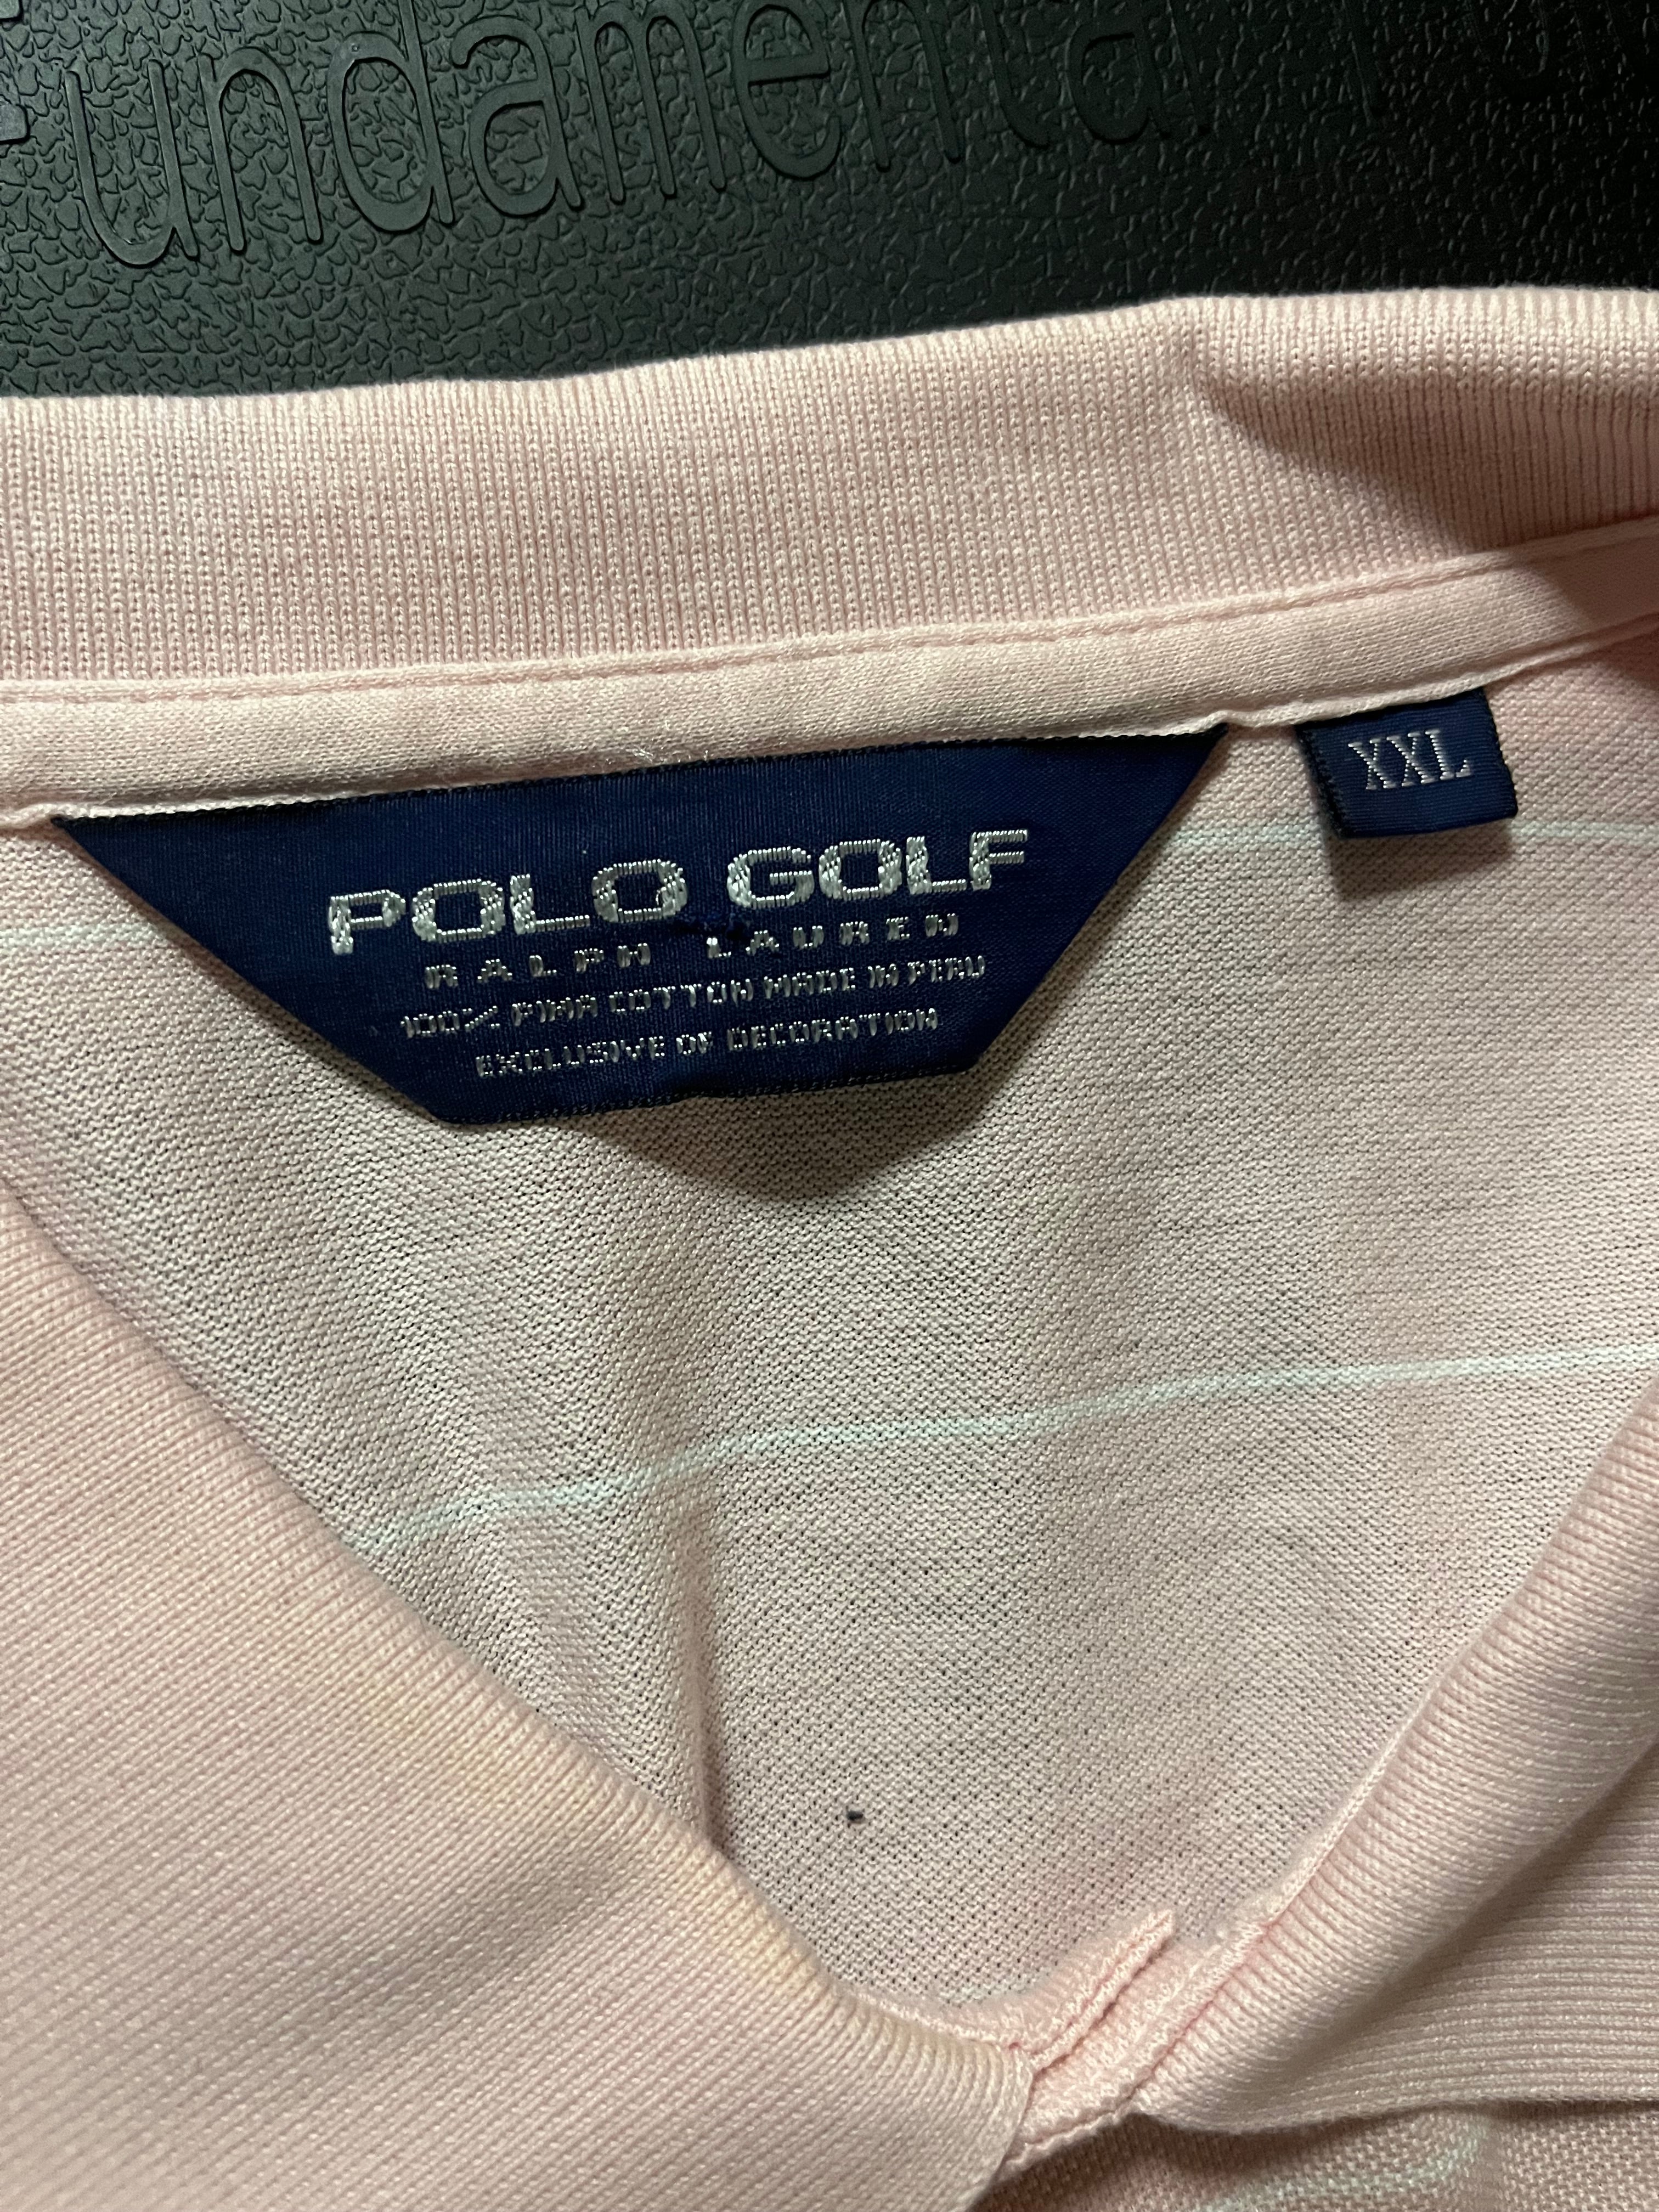 Fundamental
POLO GOLF
RALPH LAUREN
100% PIMA COTTON MADE IN PERU
EXCLUSIVE OF DECORATION
XXL